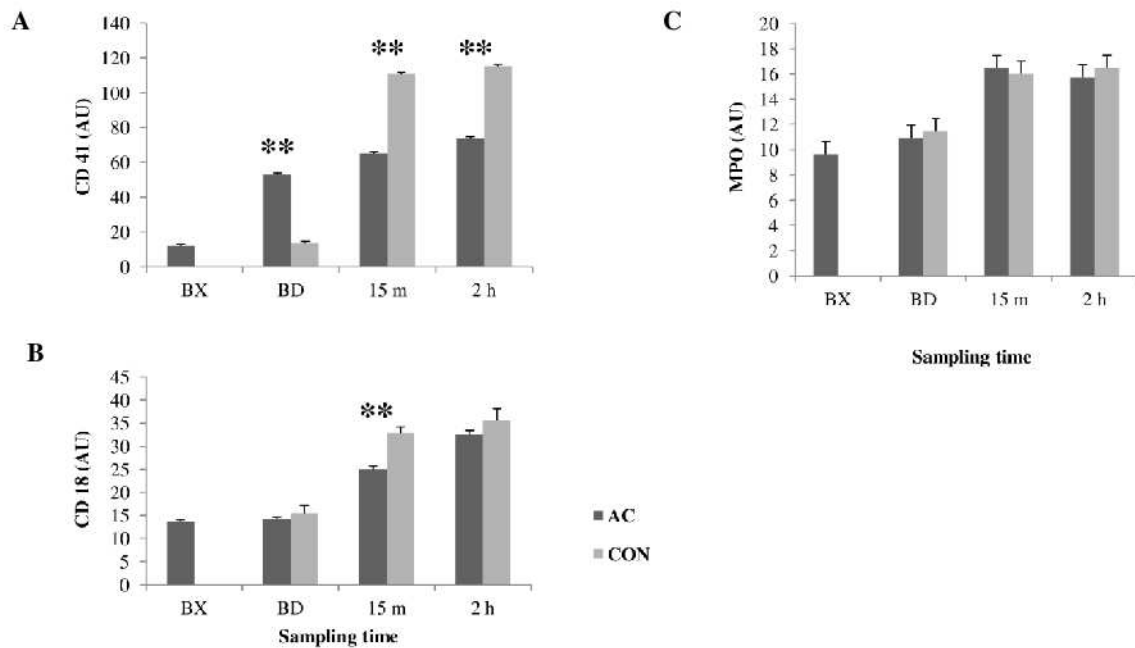 A
CD 41 (AU)
140
120
100
80
60
40
20
0
**
**
**
BX BD 15 m 2 h
B
CD 18 (AU)
45
40
35
30
25
20
15
10
5
0
**
BX BD 15 m 2 h
Sampling time
AC
CON
C
MPO (AU)
20
18
16
14
12
10
8
6
4
2
0
BX BD 15 m 2 h
Sampling time